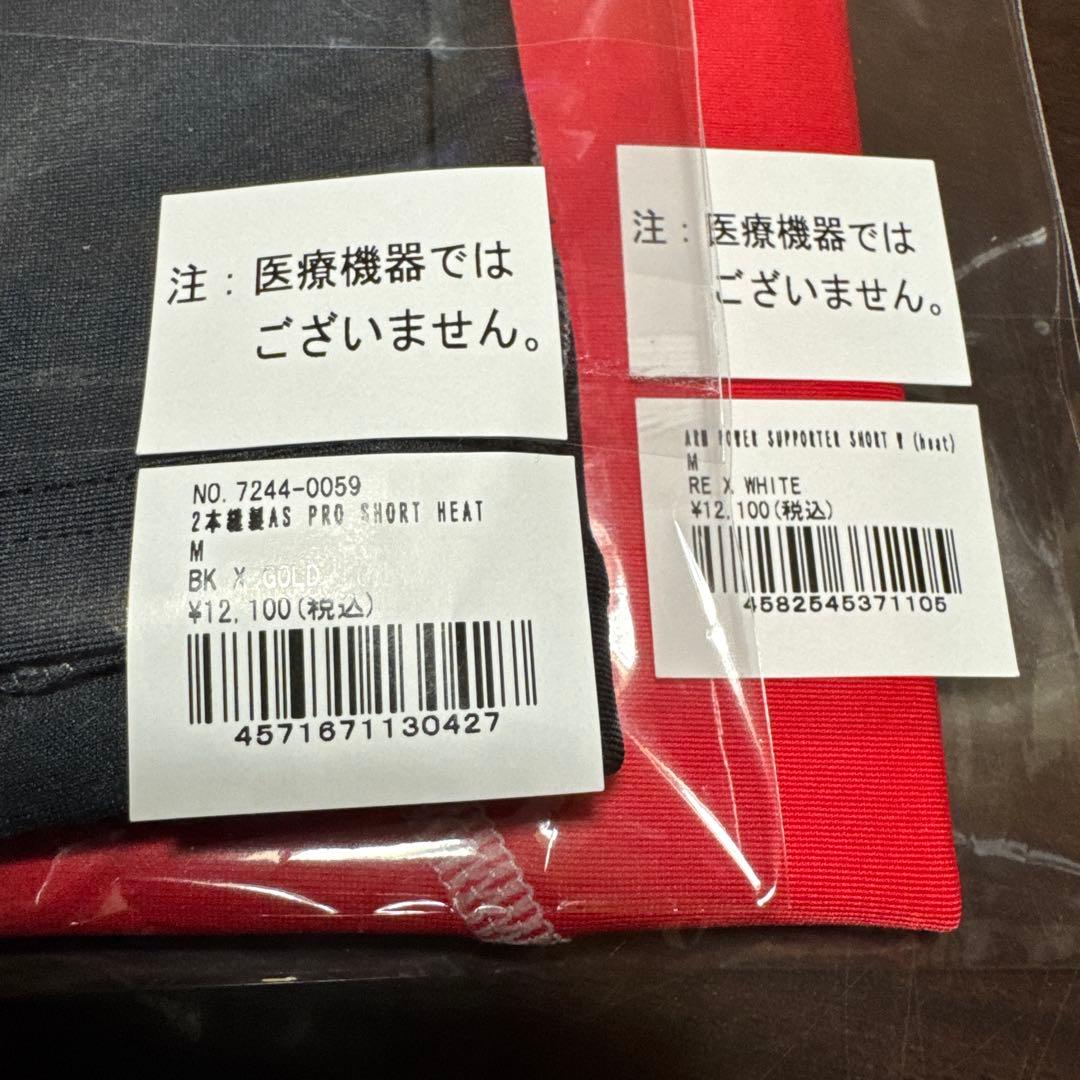 注：医療機器では
ございません。
NO. 7244-0059
2本縫製AS PRO SHORT HEAT
M
BK X GOLD
¥12,100(税込)
4571671130427
注：医療機器では
ございません。
ARM POWER SUPPORTER SHORT W (heat)
M
RE X WHITE
¥12,100(税込)
4582545371105